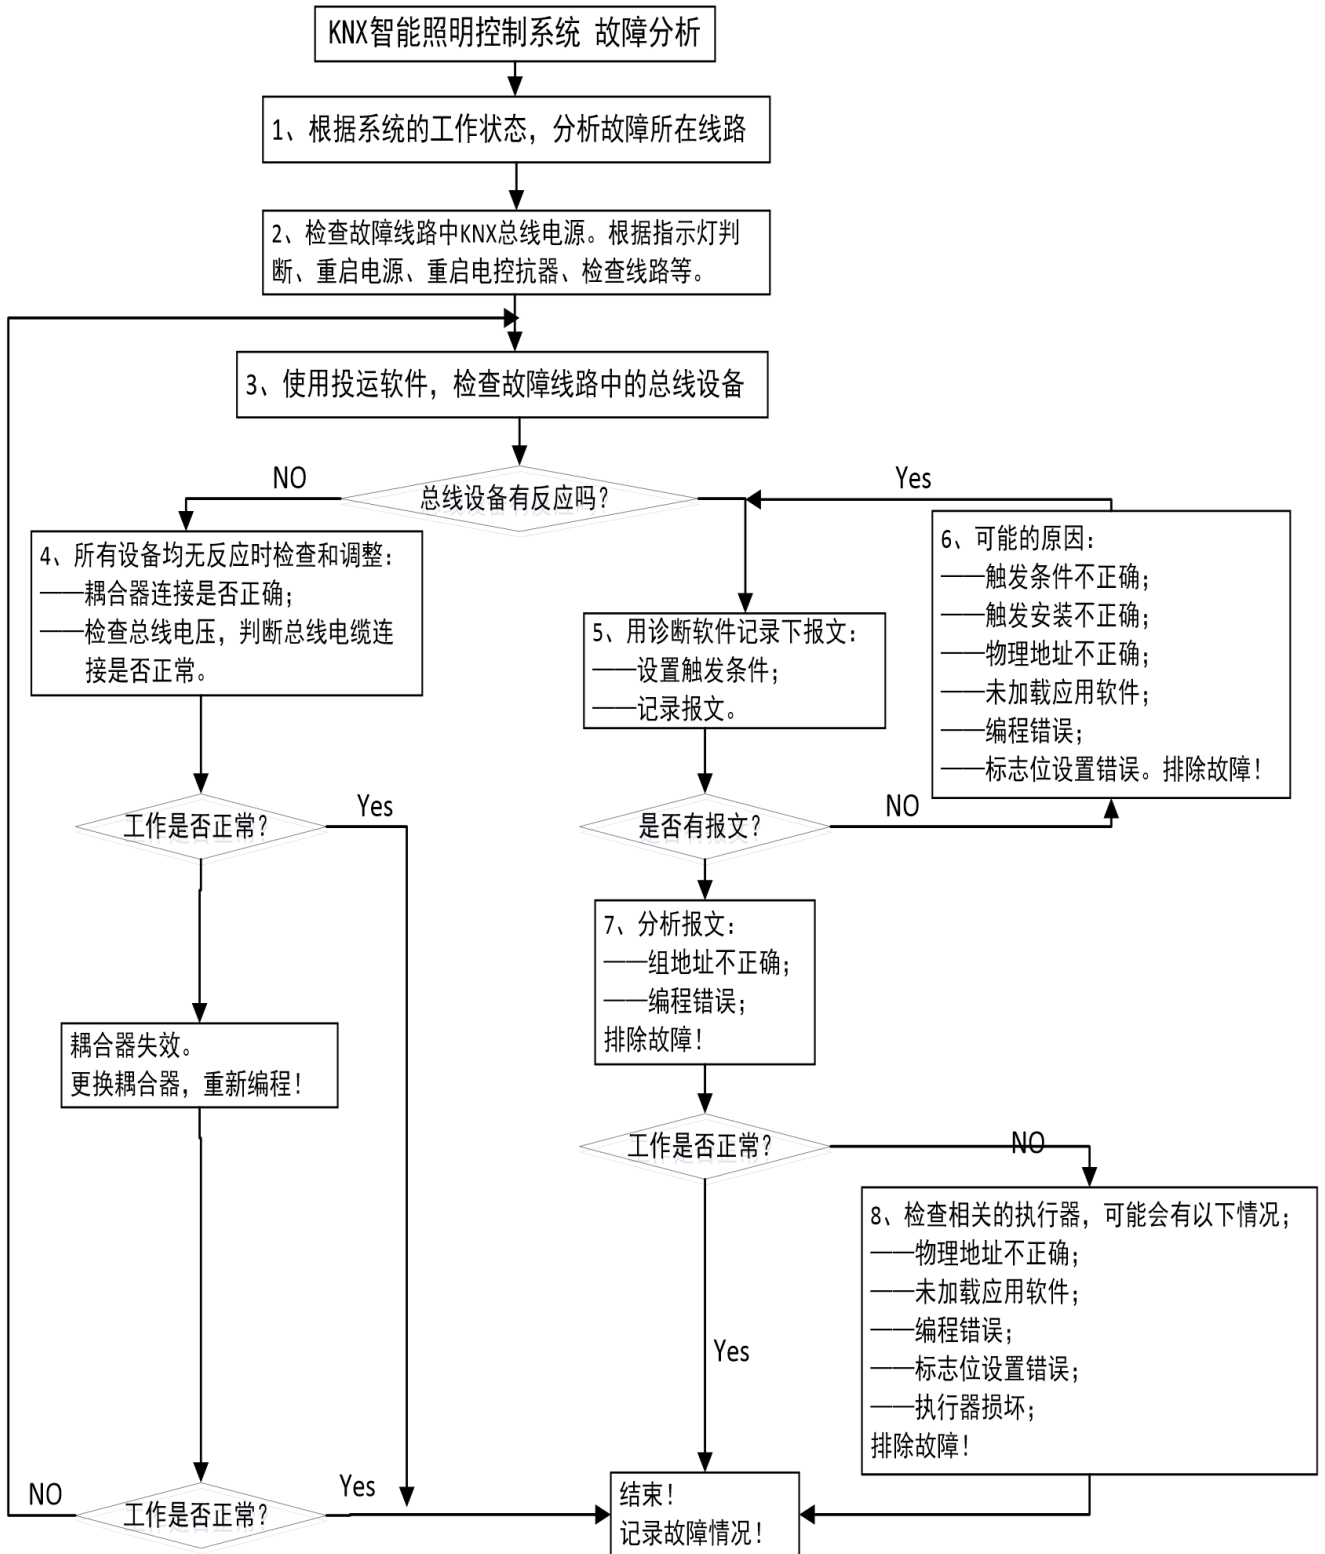 KNX智能照明控制系统 故障分析
1、根据系统的工作状态，分析故障所在线路
2、检查故障线路中KNX总线电源。根据指示灯判
断、重启电源、重启电控抗器、检查线路等。
3、使用投运软件，检查故障线路中的总线设备
总线设备有反应吗？
NO
Yes
4、所有设备均无反应时检查和调整：
——耦合器连接是否正确；
——检查总线电压，判断总线电缆连
接是否正常。
5、用诊断软件记录下报文：
——设置触发条件；
——记录报文。
6、可能的原因：
——触发条件不正确；
——触发安装不正确；
——物理地址不正确；
——未加载应用软件；
——编程错误；
——标志位设置错误。排除故障！
工作是否正常？
Yes
是否有报文？
NO
7、分析报文：
——组地址不正确；
——编程错误；
排除故障！
耦合器失效。
更换耦合器，重新编程！
工作是否正常？
NO
Yes
8、检查相关的执行器，可能会有以下情况；
——物理地址不正确；
——未加载应用软件；
——编程错误；
——标志位设置错误；
——执行器损坏；
排除故障！
工作是否正常？
NO
Yes
结束！
记录故障情况！